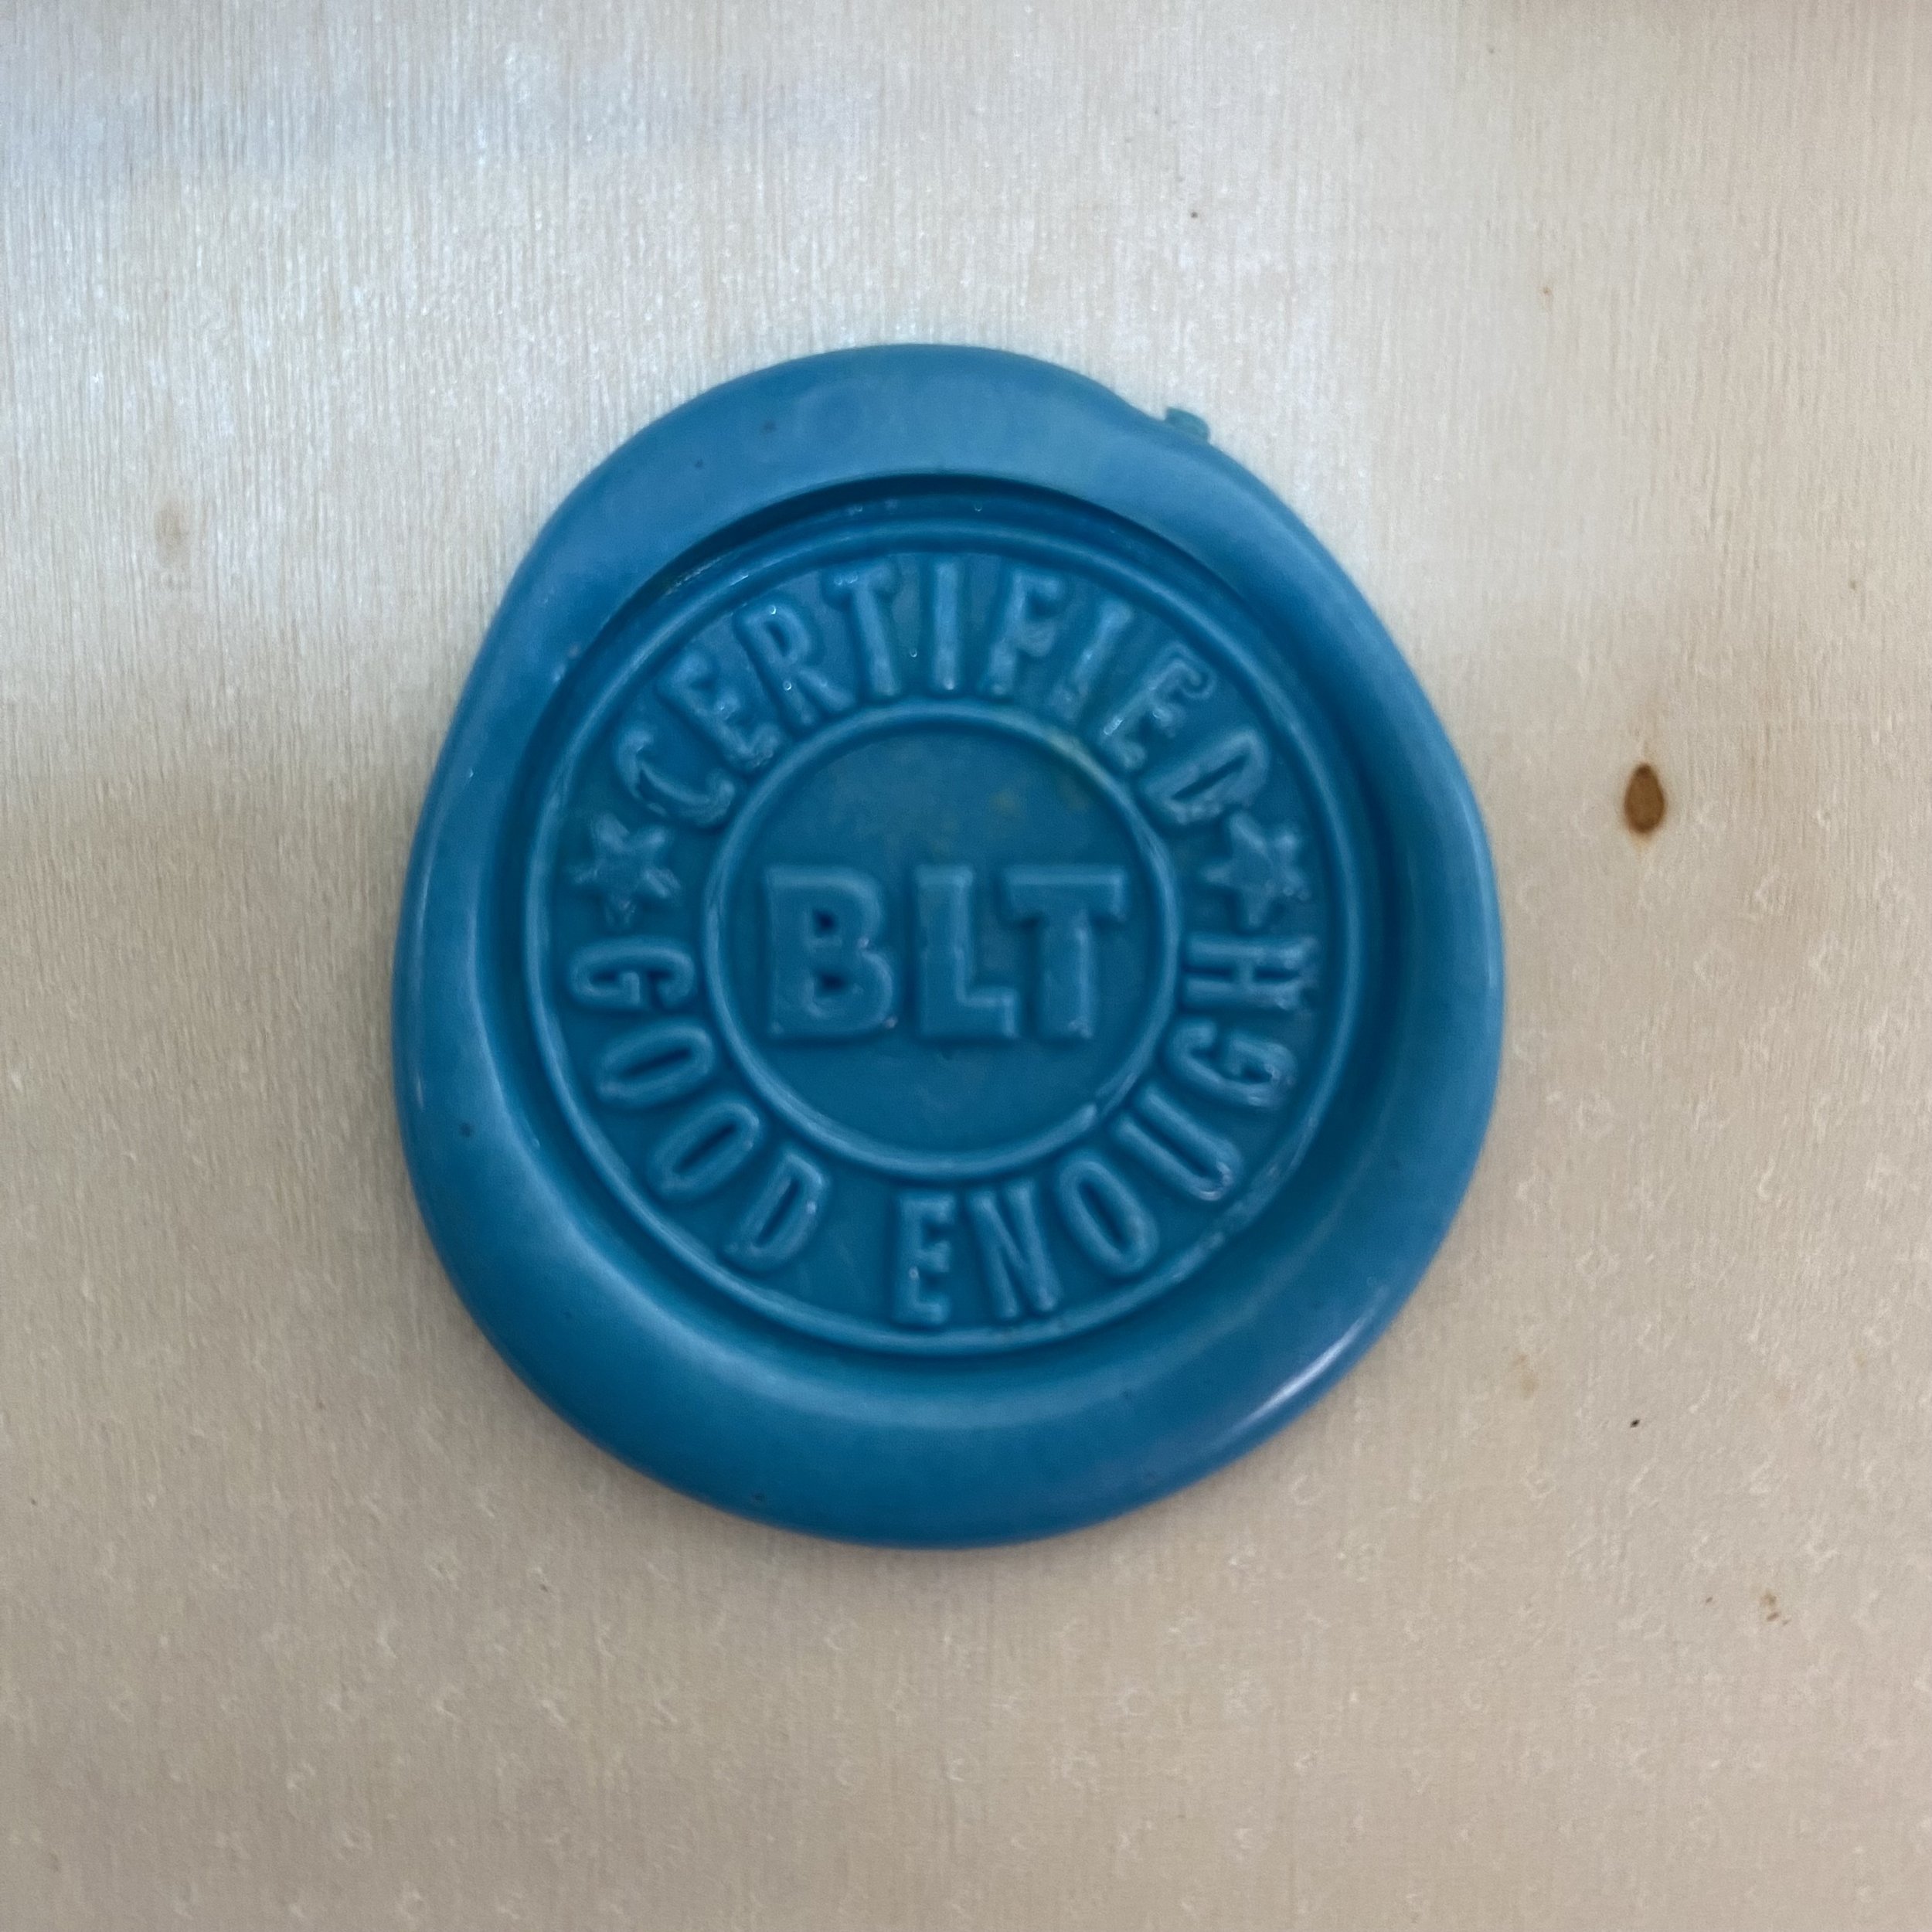 ★CERTIFIED★
BLT
GOOD ENOUGH